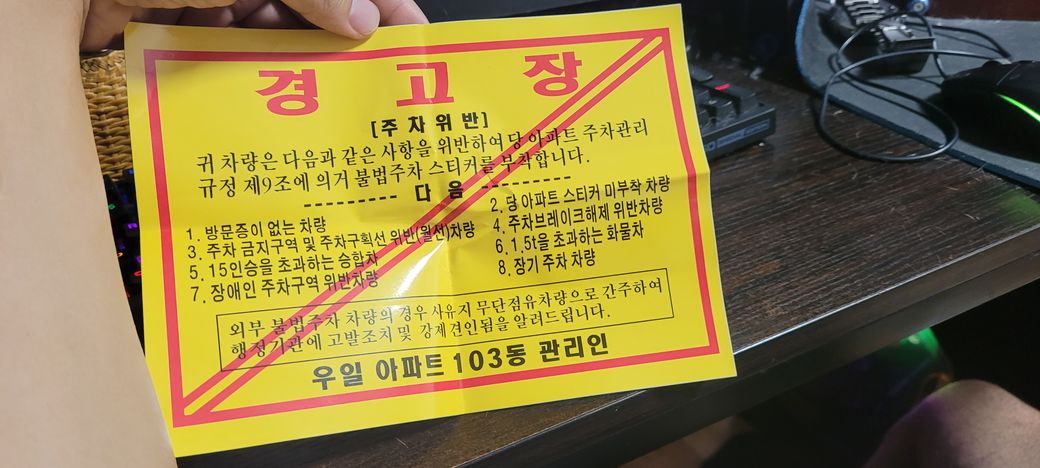 경 고 장
[주 차 위 반]
귀 차량은 다음과 같은 사항을 위반하여 당 아파트 주차관리
규정 제9조에 의거 불법주차 스티커를 부착합니다.
--------- 다 음 ---------
1. 방문증이 없는 차량 2. 당 아파트 스티커 미부착 차량
3. 주차 금지구역 및 주차구획선 위반(월선)차량 4. 주차브레이크해제 위반차량
5. 15인승을 초과하는 승합차 6. 1.5t을 초과하는 화물차
7. 장애인 주차구역 위반차량 8. 장기 주차 차량
외부 불법주차 차량의 경우 사유지 무단점유차량으로 간주하여
행정기관에 고발조치 및 강제견인됨을 알려드립니다.
우일 아파트 103동 관리인